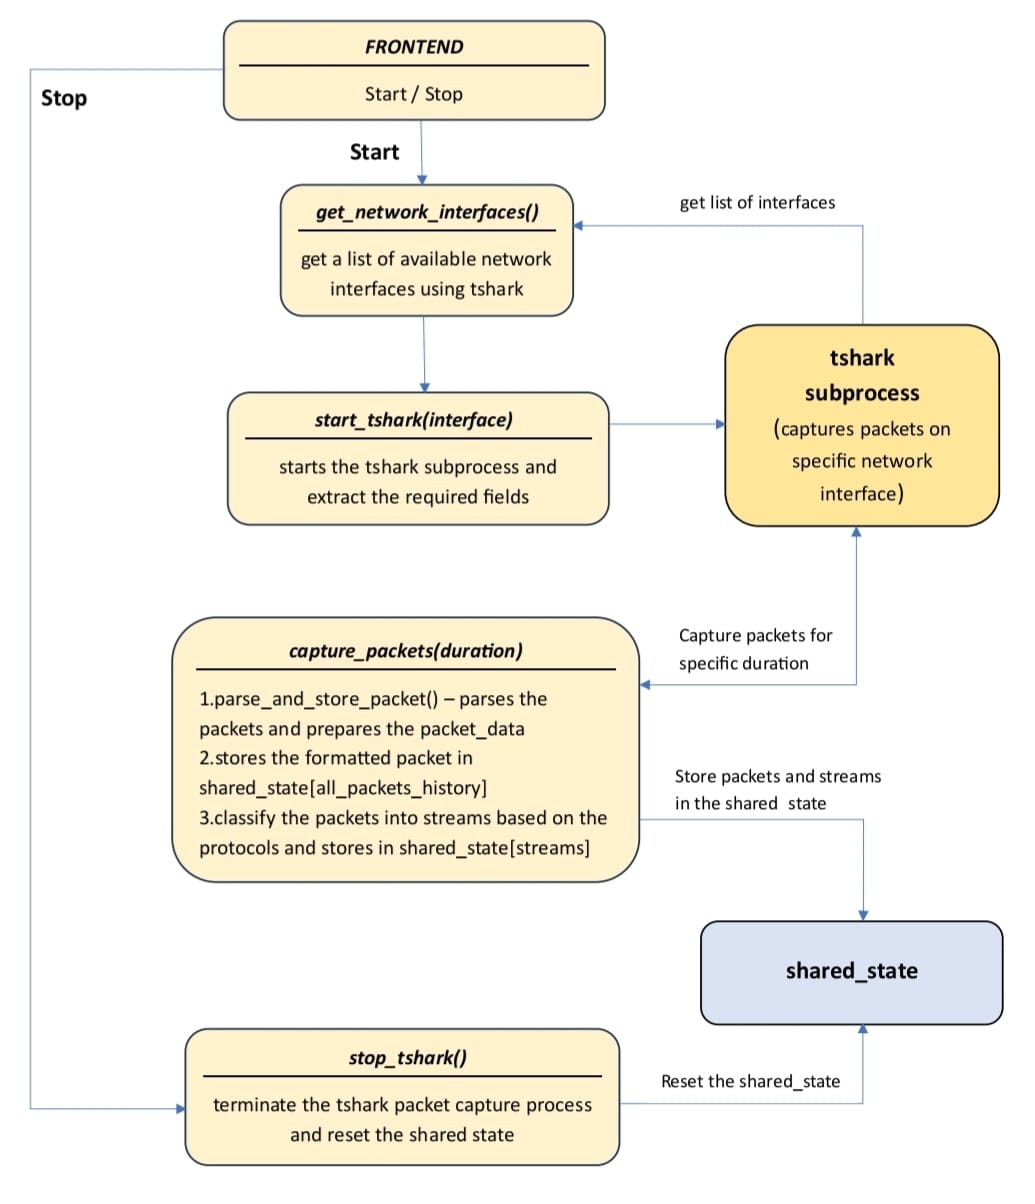 FRONTEND
Start / Stop
Stop
Start
get_network_interfaces()
get a list of available network
interfaces using tshark
get list of interfaces
tshark
subprocess
(captures packets on
specific network
interface)
start_tshark(interface)
starts the tshark subprocess and
extract the required fields
Capture packets for
specific duration
capture_packets(duration)
1.parse_and_store_packet() – parses the
packets and prepares the packet_data
2.stores the formatted packet in
shared_state[all_packets_history]
3.classify the packets into streams based on the
protocols and stores in shared_state[streams]
Store packets and streams
in the shared  state
shared_state
stop_tshark()
terminate the tshark packet capture process
and reset the shared state
Reset the shared_state